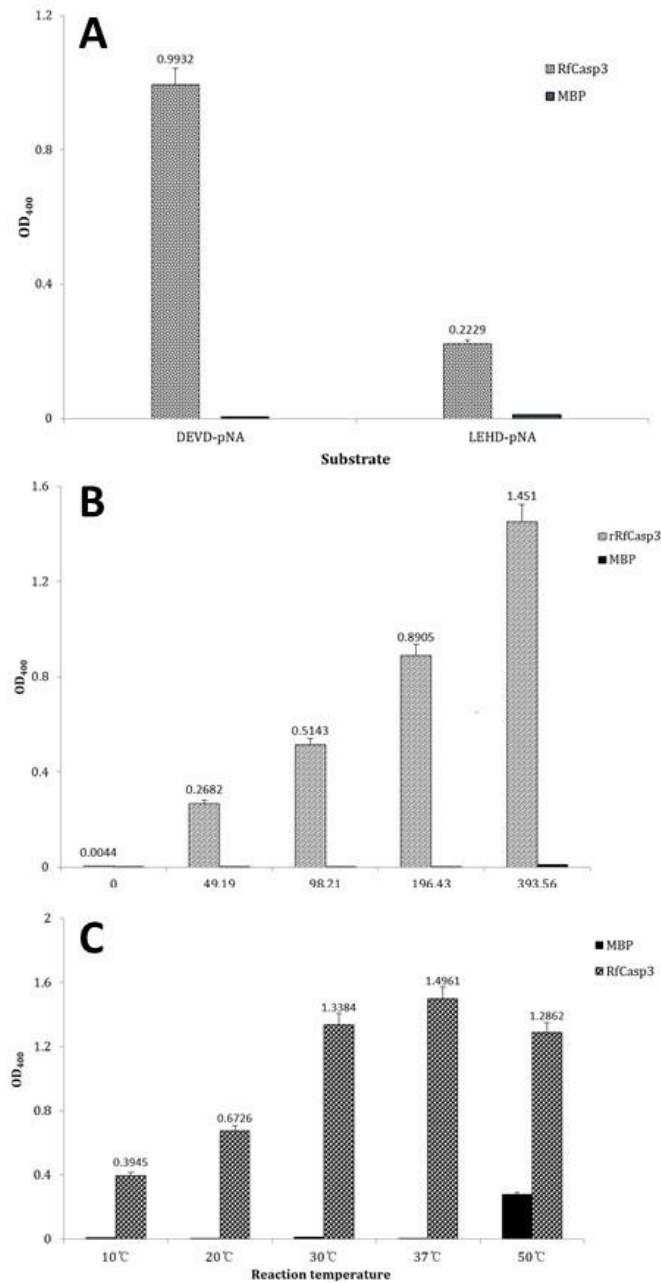 A
1.2
0.9932
RfCasp3
MBP
0.8
OD400
0.4
0.2229
0
DEVD-pNA
LEHD-pNA
Substrate
B
1.6
1.451
rRfCasp3
MBP
1.2
0.8905
0.8
OD400
0.5143
0.4
0.2682
0.0044
0
0
49.19
98.21
196.43
393.56
C
2
MBP
RfCasp3
1.6
1.4961
1.3384
1.2862
1.2
OD400
0.8
0.6726
0.4
0.3945
0
10℃
20℃
30℃
37℃
50℃
Reaction temperature